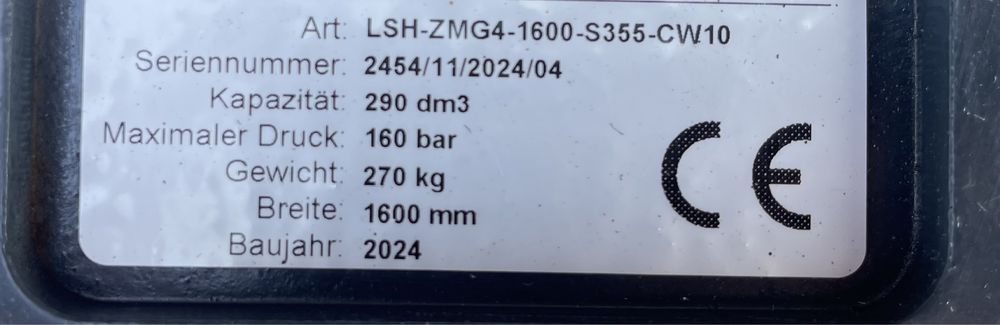 Art: LSH-ZMG4-1600-S355-CW10
Seriennummer: 2454/11/2024/04
Kapazität: 290 dm3
Maximaler Druck: 160 bar
Gewicht: 270 kg
Breite: 1600 mm
Baujahr: 2024
CE